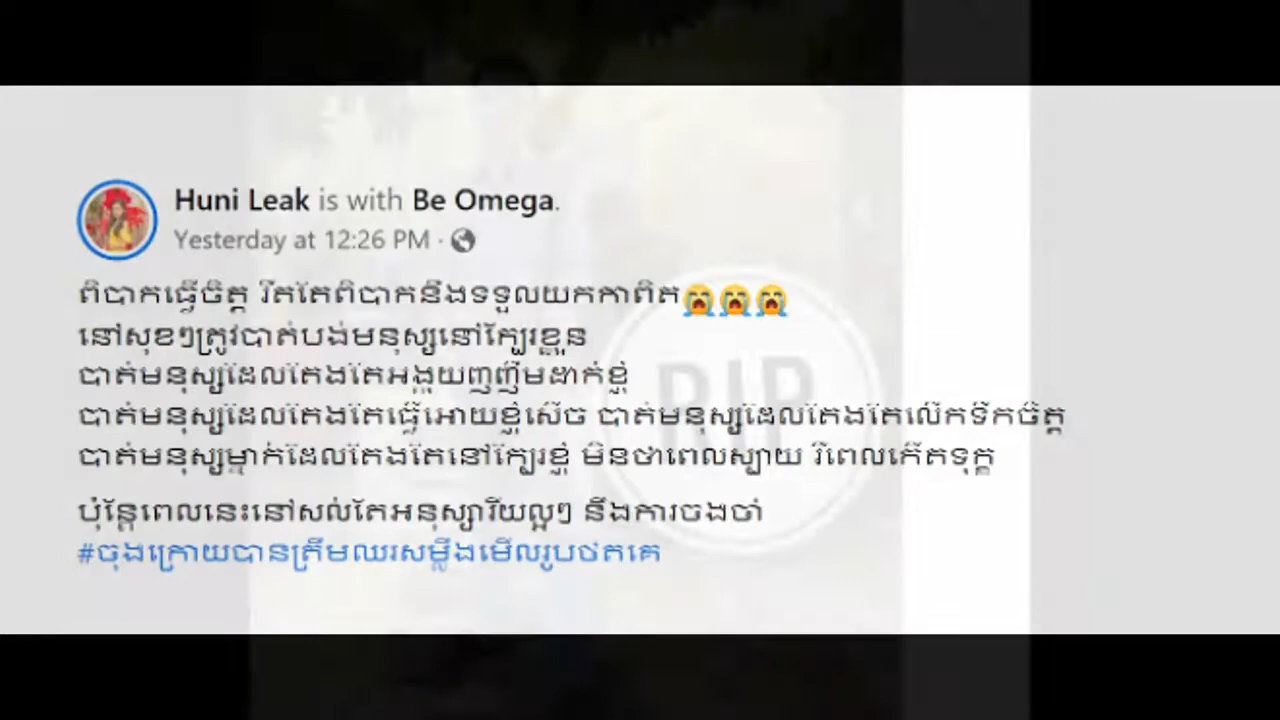 Huni Leak is with Be Omega.
Yesterday at 12:26 PM ·
ពិបាកធ្វើចិត្ត រឹតតែពិបាកនឹងទទួលយកកាពិត😭😭😭
នៅសុខៗត្រូវបាត់បង់មនុស្សនៅក្បែរខ្លួន
បាត់មនុស្សដែលតែងតែអង្គុយញញឹមដាក់ខ្ញុំ
បាត់មនុស្សដែលតែងតែធ្វើអោយខ្ញុំសើច បាត់មនុស្សដែលតែងតែលើកទឹកចិត្ត
បាត់មនុស្សម្នាក់ដែលតែងតែនៅក្បែរខ្ញុំ មិនថាពេលស្បាយ រឺពេលកើតទុក្ខ
ប៉ុន្តែពេលនេះនៅសល់តែអនុស្សារីយល្អៗ នឹងការចងចាំ
#ចុងក្រោយបានត្រឹមឈរសម្លឹងមើលរូបថតគេ
RIP